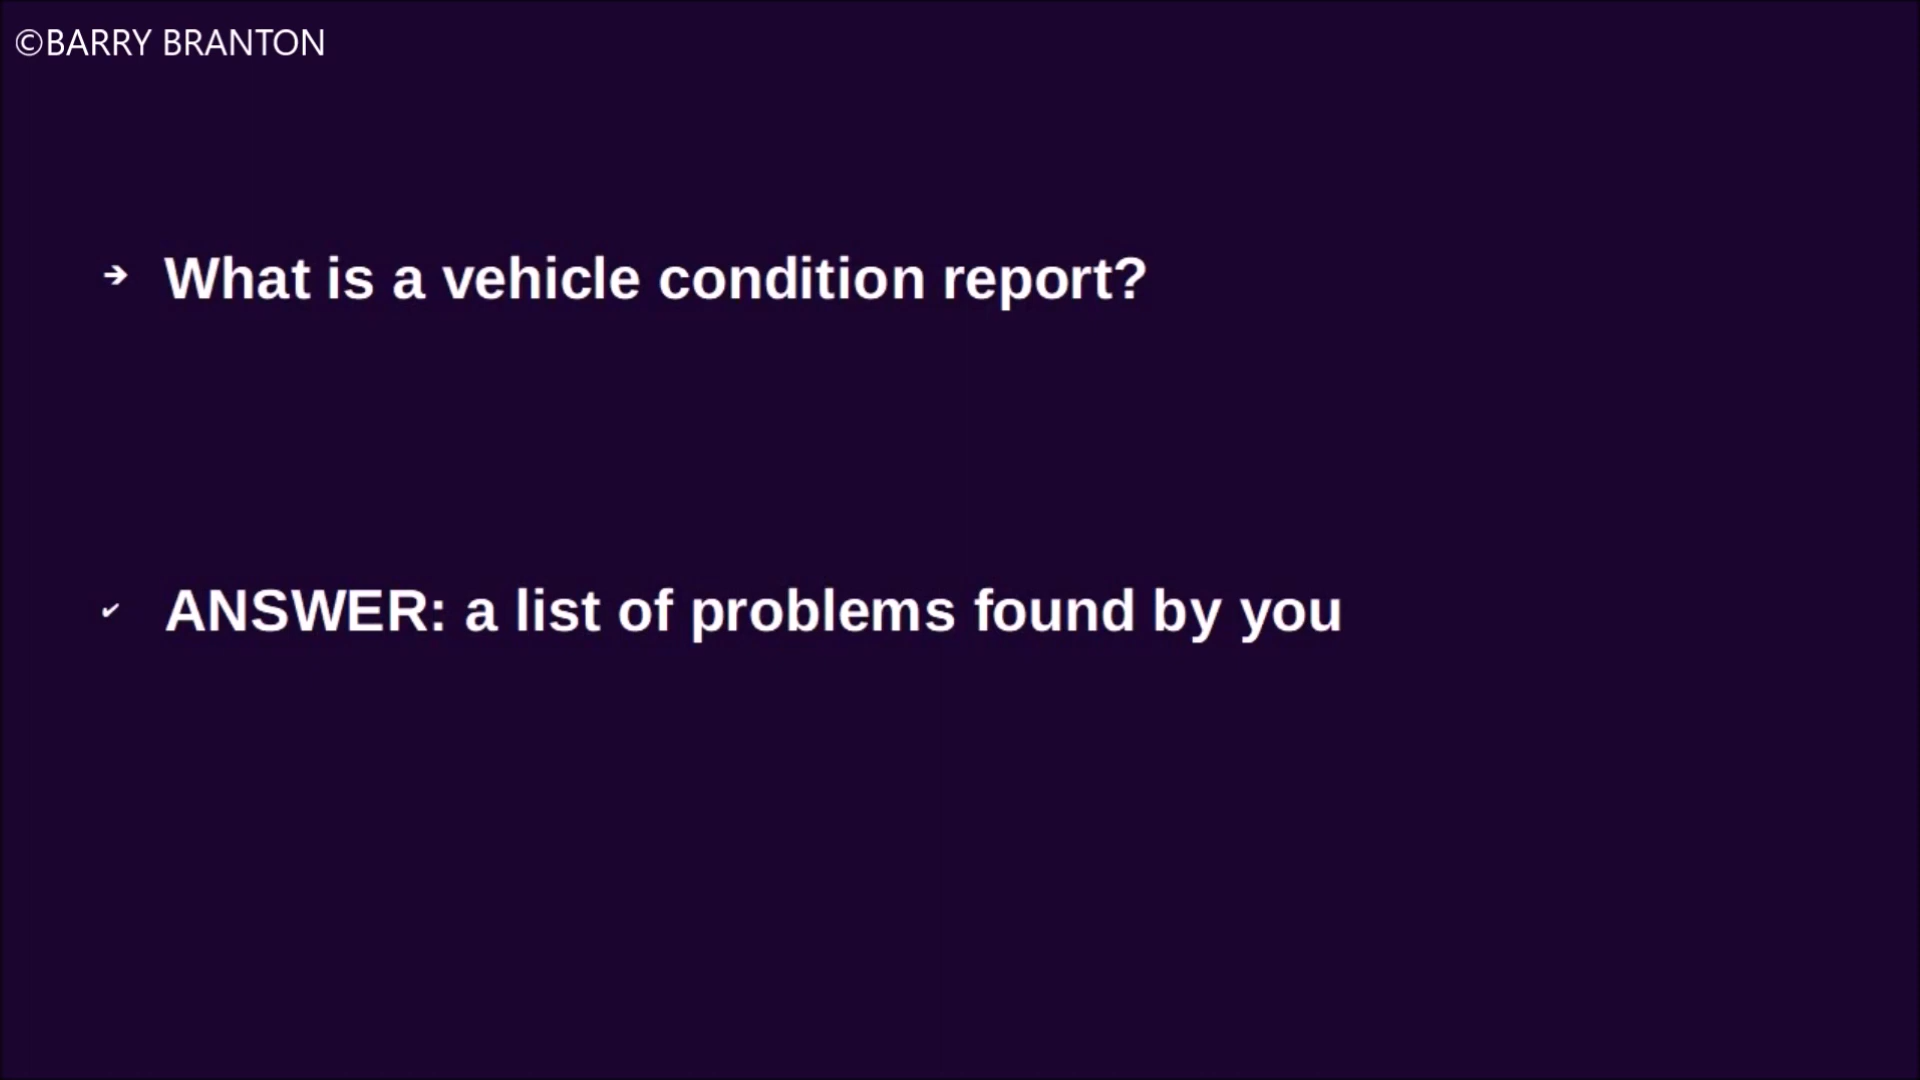 ©BARRY BRANTON
➔ What is a vehicle condition report?
✔ ANSWER: a list of problems found by you